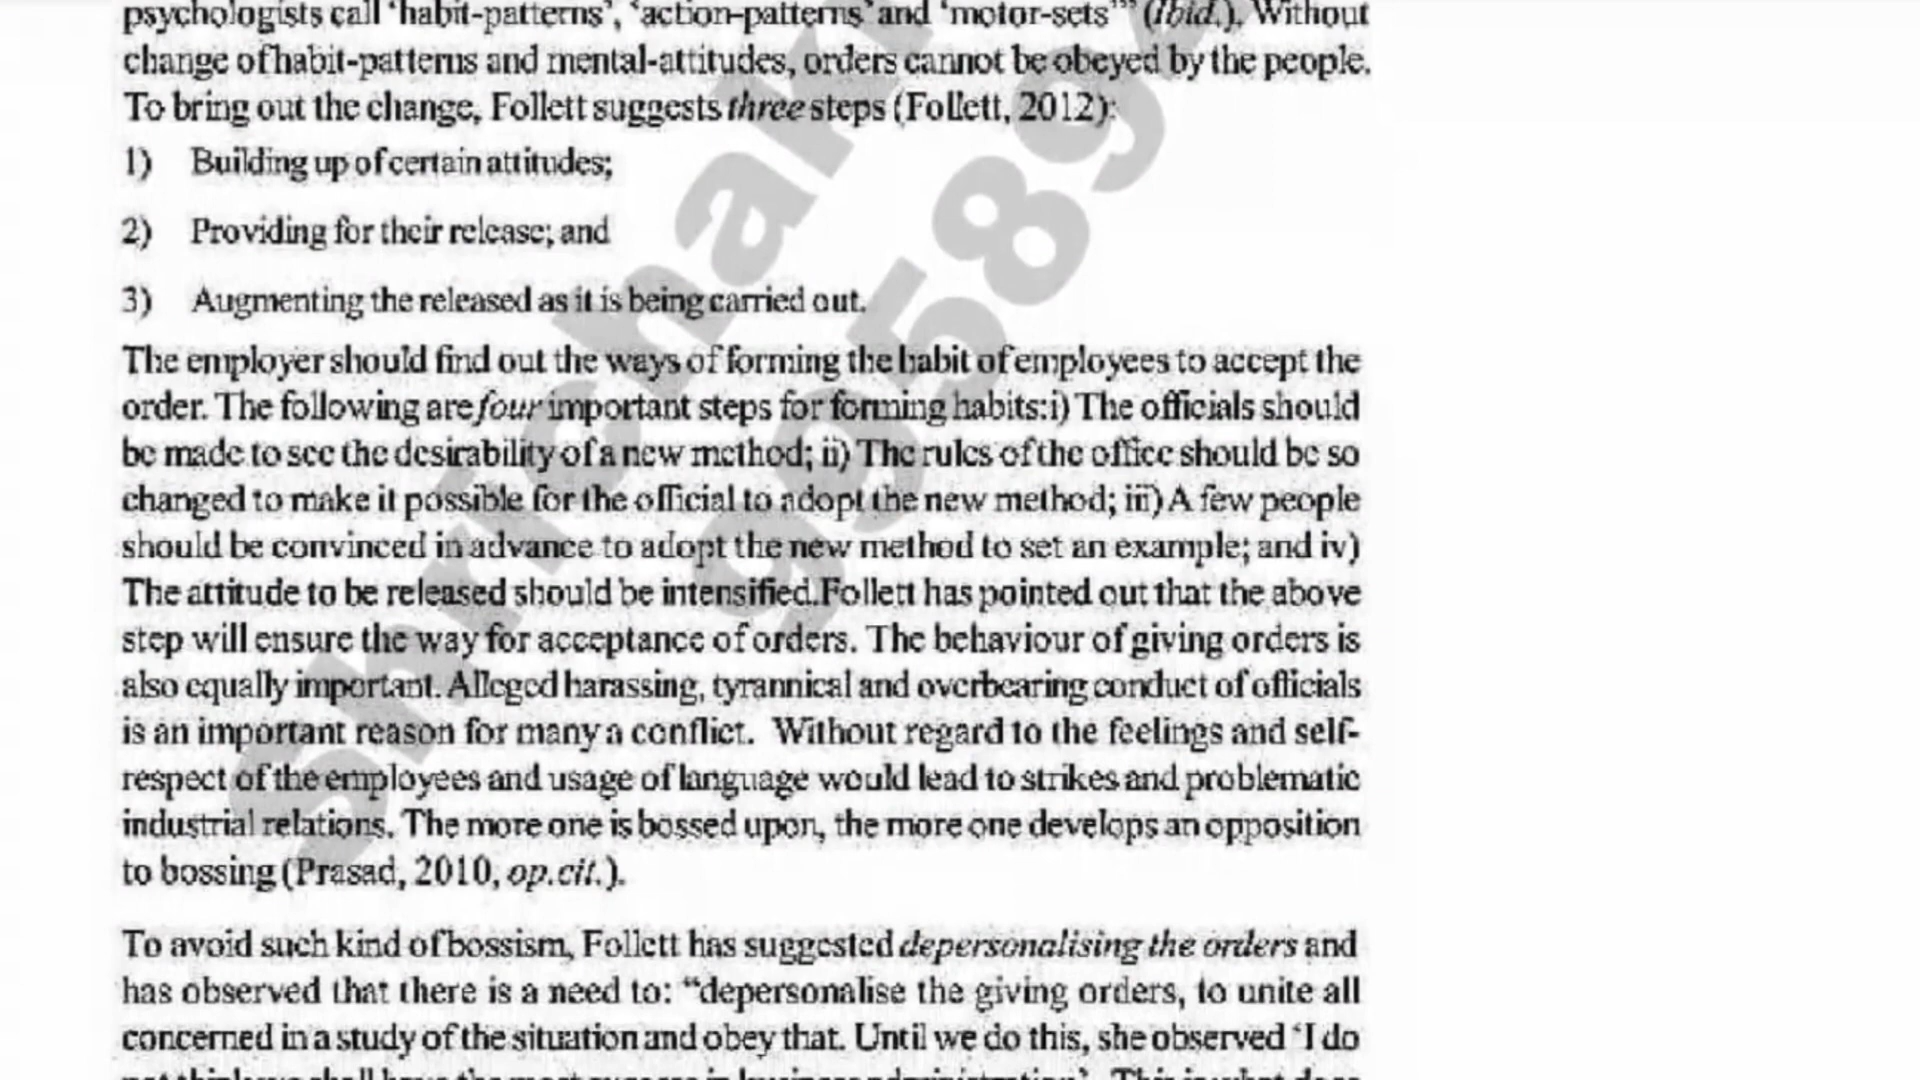 psychologists call 'habit-patterns', 'action-patterns' and 'motor-sets'" (Ibid.). Without
change of habit-patterns and mental-attitudes, orders cannot be obeyed by the people.
To bring out the change, Follett suggests three steps (Follett, 2012):
1) Building up of certain attitudes;
2) Providing for their release; and
3) Augmenting the released as it is being carried out.
The employer should find out the ways of forming the habit of employees to accept the
order. The following are four important steps for forming habits:i) The officials should
be made to see the desirability of a new method; ii) The rules of the office should be so
changed to make it possible for the official to adopt the new method; iii) A few people
should be convinced in advance to adopt the new method to set an example; and iv)
The attitude to be released should be intensified.Follett has pointed out that the above
step will ensure the way for acceptance of orders. The behaviour of giving orders is
also equally important. Alleged harassing, tyrannical and overbearing conduct of officials
is an important reason for many a conflict. Without regard to the feelings and self-
respect of the employees and usage of language would lead to strikes and problematic
industrial relations. The more one is bossed upon, the more one develops an opposition
to bossing (Prasad, 2010, op.cit.).
To avoid such kind of bossism, Follett has suggested depersonalising the orders and
has observed that there is a need to: "depersonalise the giving orders, to unite all
concerned in a study of the situation and obey that. Until we do this, she observed 'I do